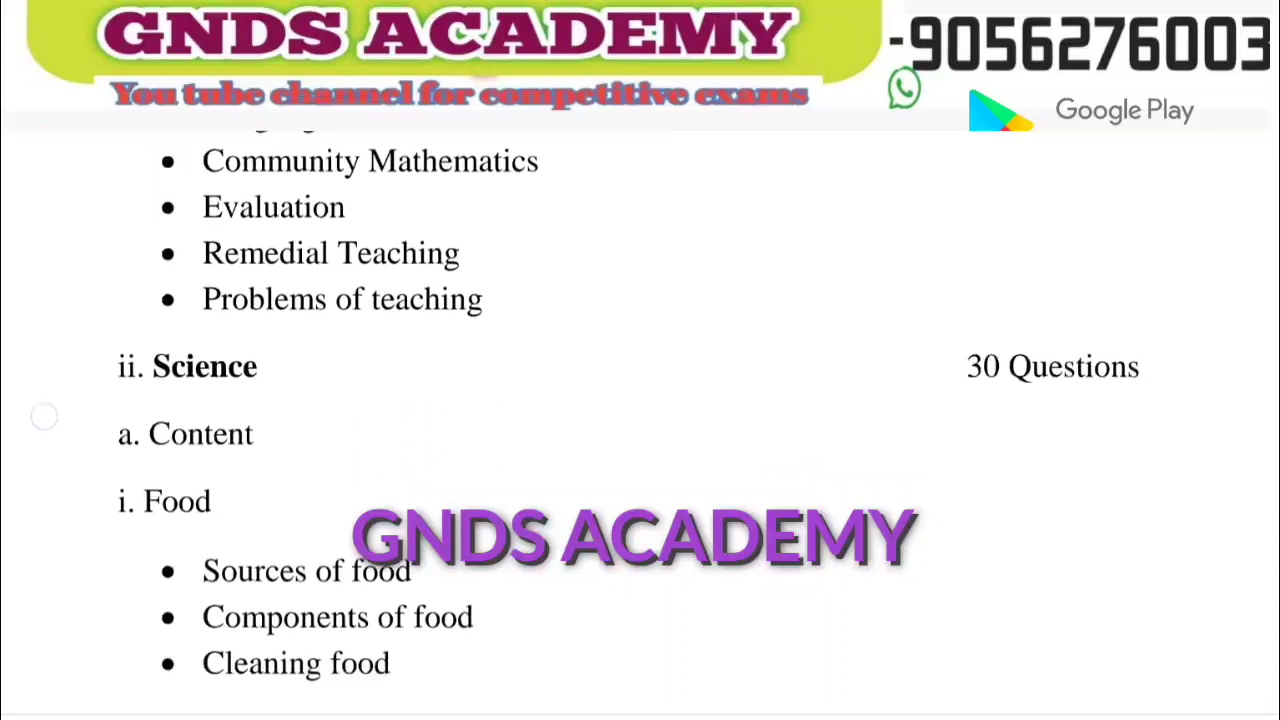 GNDS ACADEMY
-9056276003
You tube channel for competitive exams
Google Play
• Community Mathematics
• Evaluation
• Remedial Teaching
• Problems of teaching
ii. Science 30 Questions
a. Content
i. Food
GNDS ACADEMY
• Sources of food
• Components of food
• Cleaning food